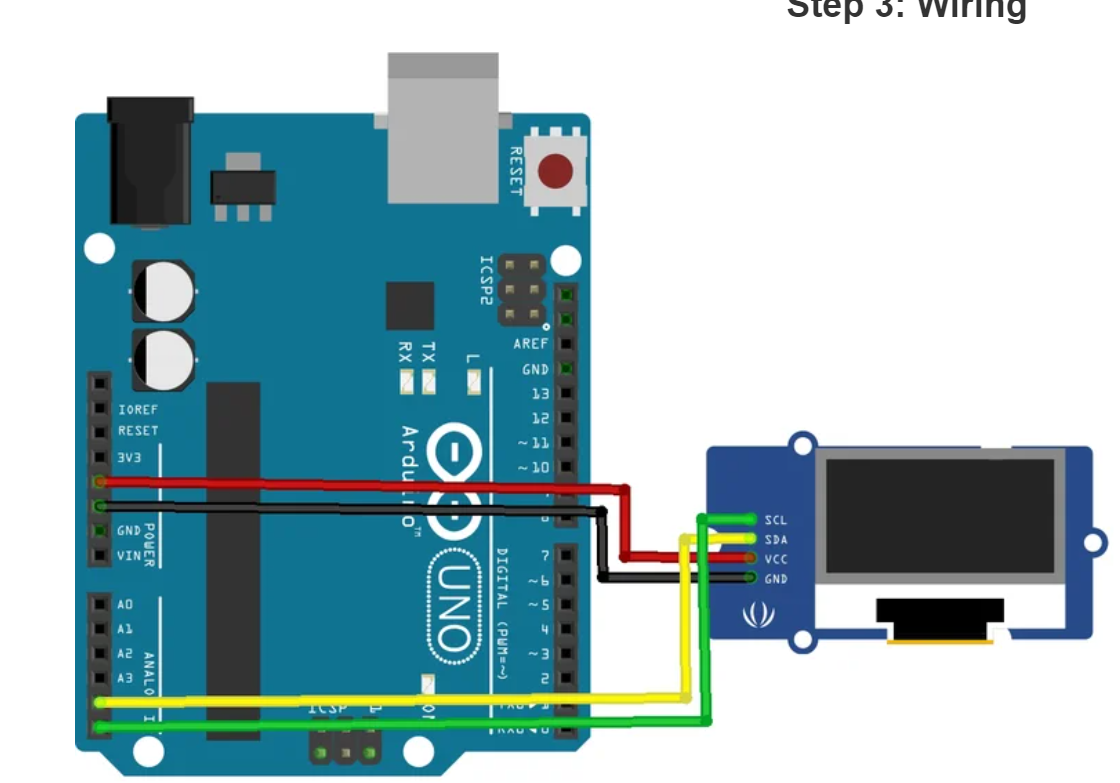 Step 3: Wiring
RESET
ICSP2
AREF
GND
13
12
~11
~10
RX
TX
L
IOREF
RESET
3V3
GND
VIN
POWER
Arduino™
UNO
DIGITAL (PWM=~)
7
~6
~5
4
~3
2
A0
A1
A2
A3
ICSP
1
SCL
SDA
VCC
GND